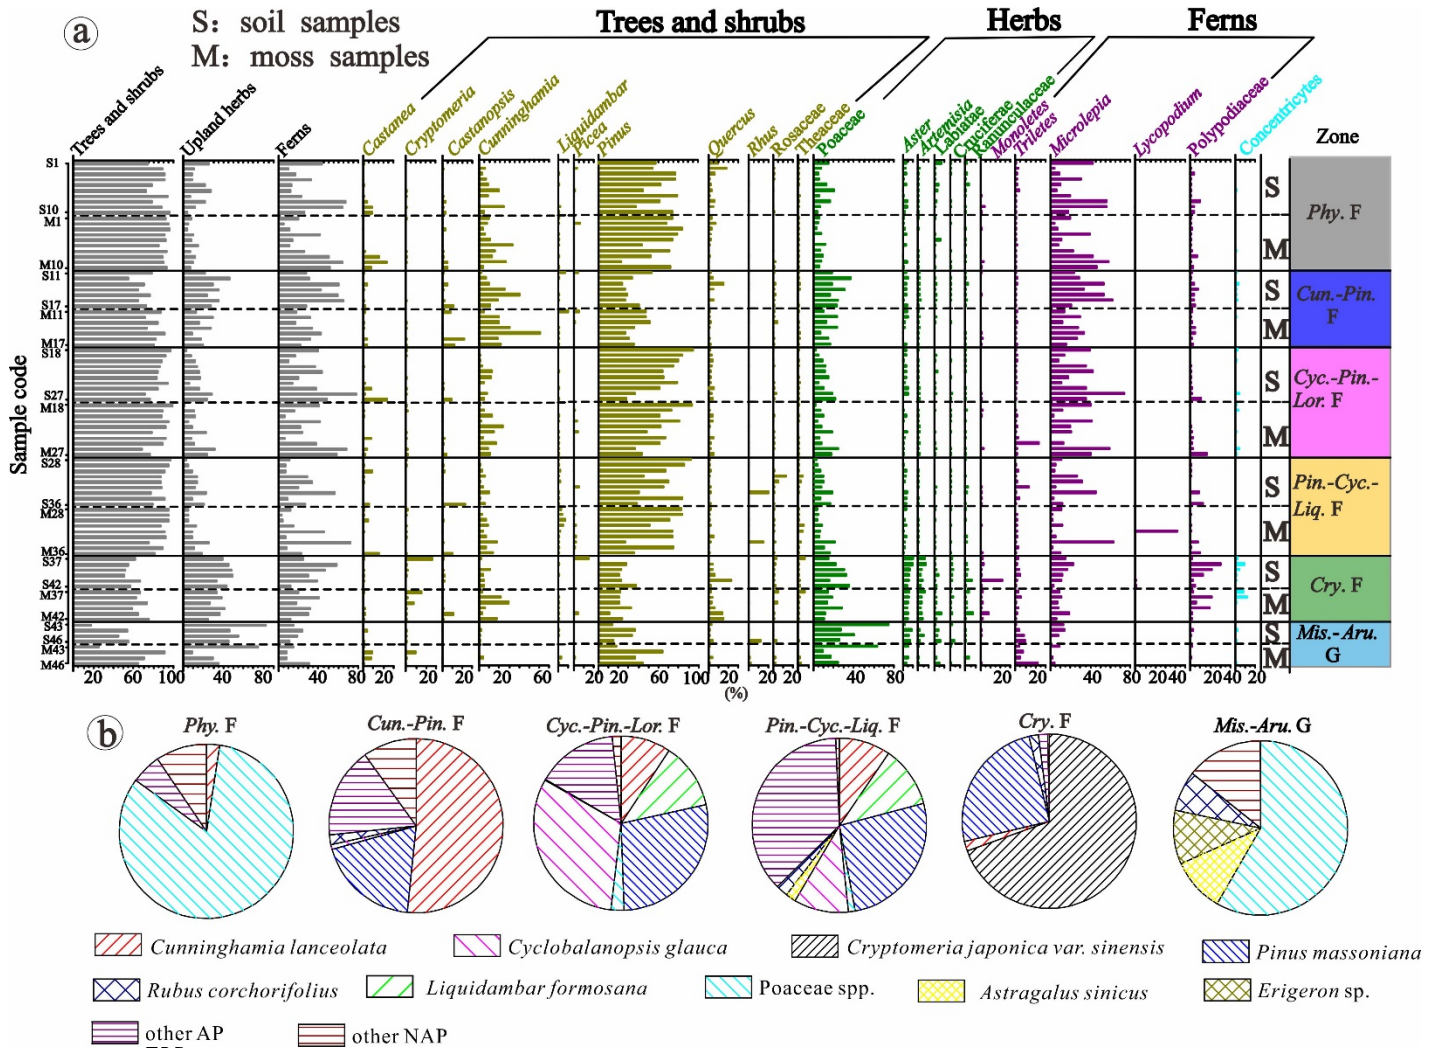 a
S: soil samples
M: moss samples
Trees and shrubs
Herbs
Ferns
Trees and shrubs
Upland herbs
Ferns
Castanea
Cryptomeria
Castanopsis
Cunninghamia
Liquidambar
Picea
Pinus
Quercus
Rhus
Rosaceae
Theaceae
Poaceae
Aster
Artemisia
Labiatae
Cruciferae
Ranunculaceae
Monoletes
Triletes
Microlepia
Lycopodium
Polypodiaceae
Concentricytes
Zone
Sample code
S1
S10
M1
M10
S11
S17
M11
M17
S18
S27
M18
M27
S28
S36
M28
M36
S37
S42
M37
M42
S43
S46
M43
M46
S
M
S
M
S
M
S
M
S
M
S
M
Phy. F
Cun.-Pin.
F
Cyc.-Pin.-
Lor. F
Pin.-Cyc.-
Liq. F
Cry. F
Mis.-Aru.
G
20 60 100 40 80 40 80 20 20 20 20 60 20 20 60 100 20 20 20 20 40 80 20 20 40 80 20 40 20 40 20
(%)
b
Phy. F
Cun.-Pin. F
Cyc.-Pin.-Lor. F
Pin.-Cyc.-Liq. F
Cry. F
Mis.-Aru. G
Cunninghamia lanceolata
Cyclobalanopsis glauca
Cryptomeria japonica var. sinensis
Pinus massoniana
Rubus corchorifolius
Liquidambar formosana
Poaceae spp.
Astragalus sinicus
Erigeron sp.
other AP
other NAP